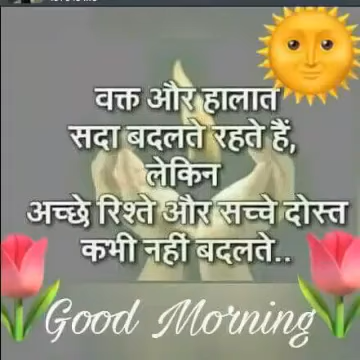 वक्त और हालात
सदा बदलते रहते हैं,
लेकिन
अच्छे रिश्ते और सच्चे दोस्त
कभी नहीं बदलते..
Good Morning